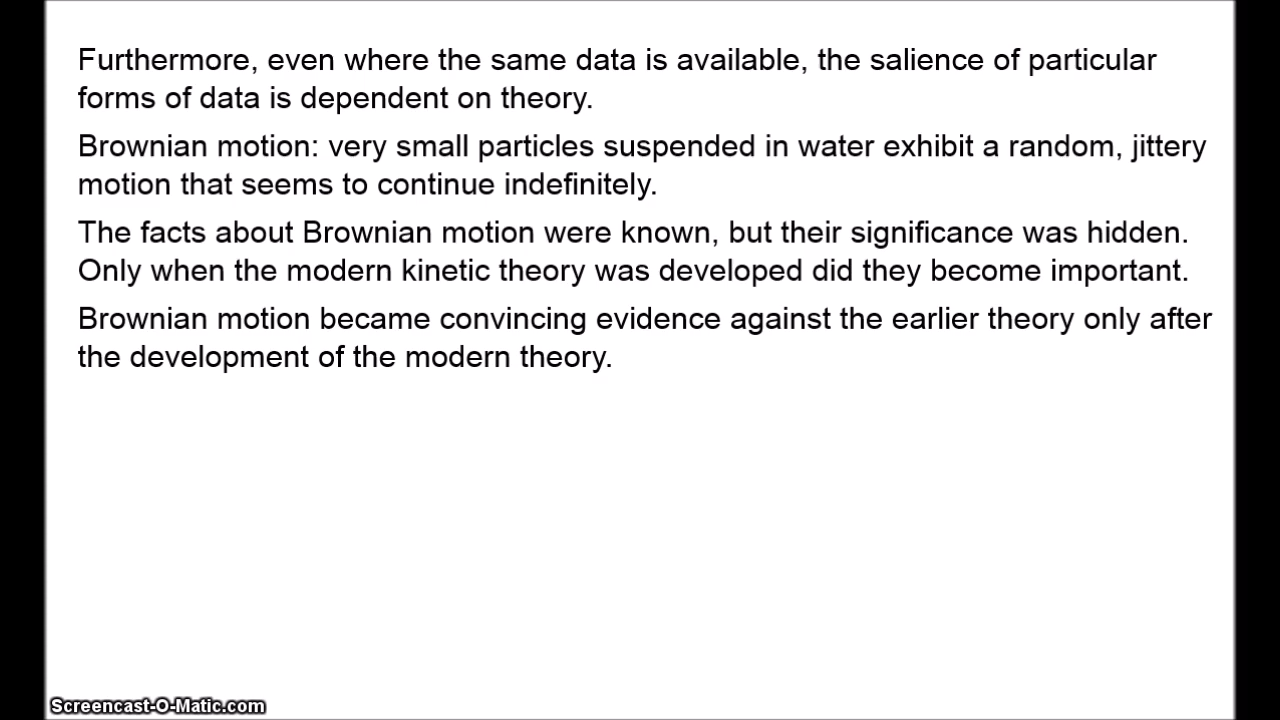 Furthermore, even where the same data is available, the salience of particular
forms of data is dependent on theory.
Brownian motion: very small particles suspended in water exhibit a random, jittery
motion that seems to continue indefinitely.
The facts about Brownian motion were known, but their significance was hidden.
Only when the modern kinetic theory was developed did they become important.
Brownian motion became convincing evidence against the earlier theory only after
the development of the modern theory.
Screencast-O-Matic.com